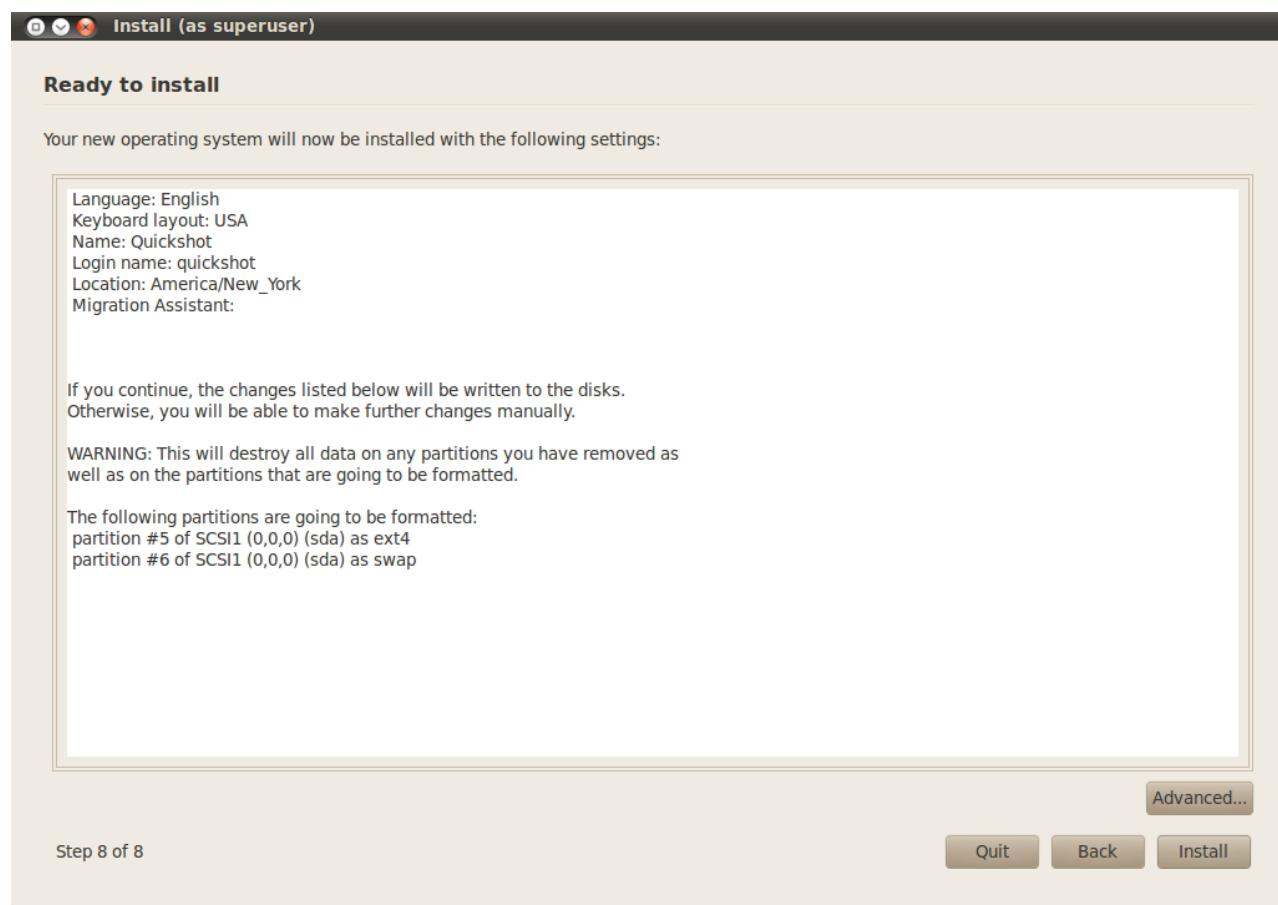 Install (as superuser)
Ready to install
Your new operating system will now be installed with the following settings:
Language: English
Keyboard layout: USA
Name: Quickshot
Login name: quickshot
Location: America/New_York
Migration Assistant:
If you continue, the changes listed below will be written to the disks.
Otherwise, you will be able to make further changes manually.
WARNING: This will destroy all data on any partitions you have removed as
well as on the partitions that are going to be formatted.
The following partitions are going to be formatted:
partition #5 of SCSI1 (0,0,0) (sda) as ext4
partition #6 of SCSI1 (0,0,0) (sda) as swap
Advanced...
Step 8 of 8
Quit
Back
Install